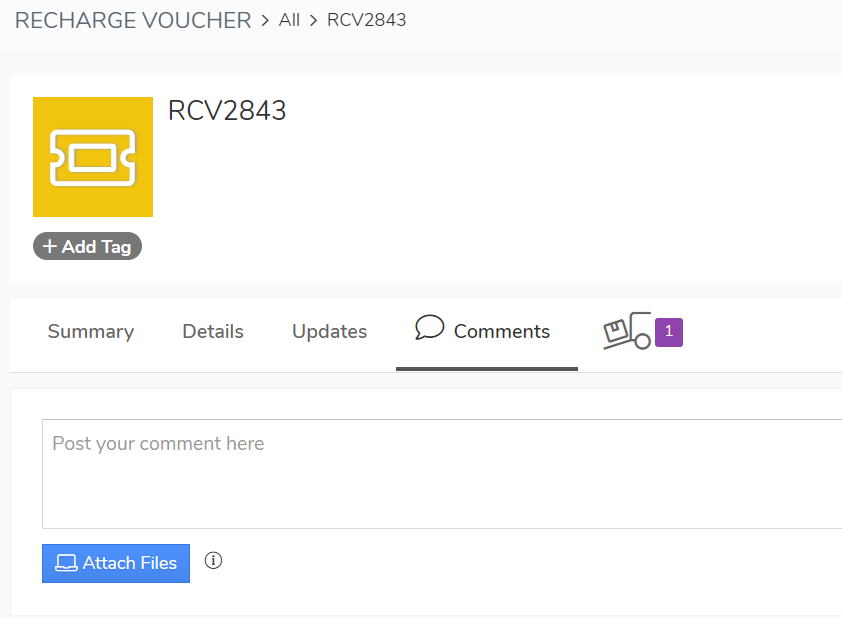 RECHARGE VOUCHER > All > RCV2843
RCV2843
+ Add Tag
Summary Details Updates Comments 1
Post your comment here
Attach Files